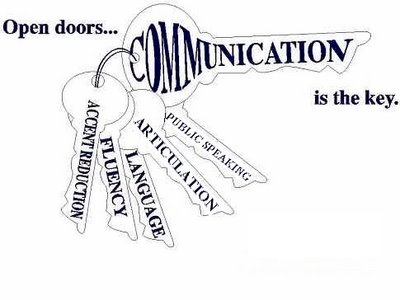 Open doors...
COMMUNICATION
is the key.
ACCENT REDUCTION
FLUENCY
LANGUAGE
ARTICULATION
PUBLIC SPEAKING